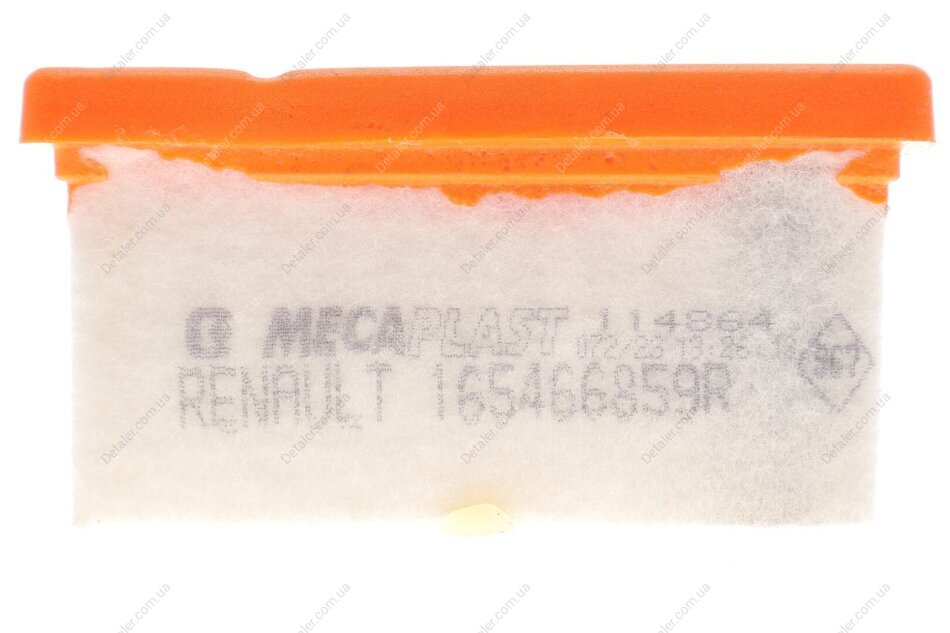 MECAPLAST 114864
RENAULT 165466859R
Detaler.com.ua